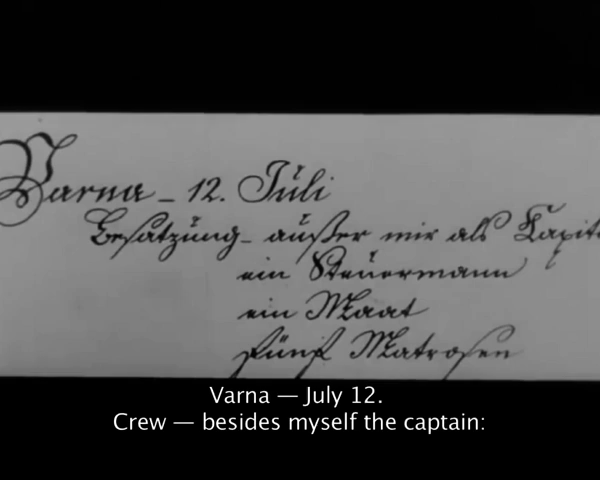 Varna – 12. Juli
Besatzung – außer mir als Kapit
ein Steuermann
ein Maat
fünf Matrosen
Varna — July 12.
Crew — besides myself the captain: